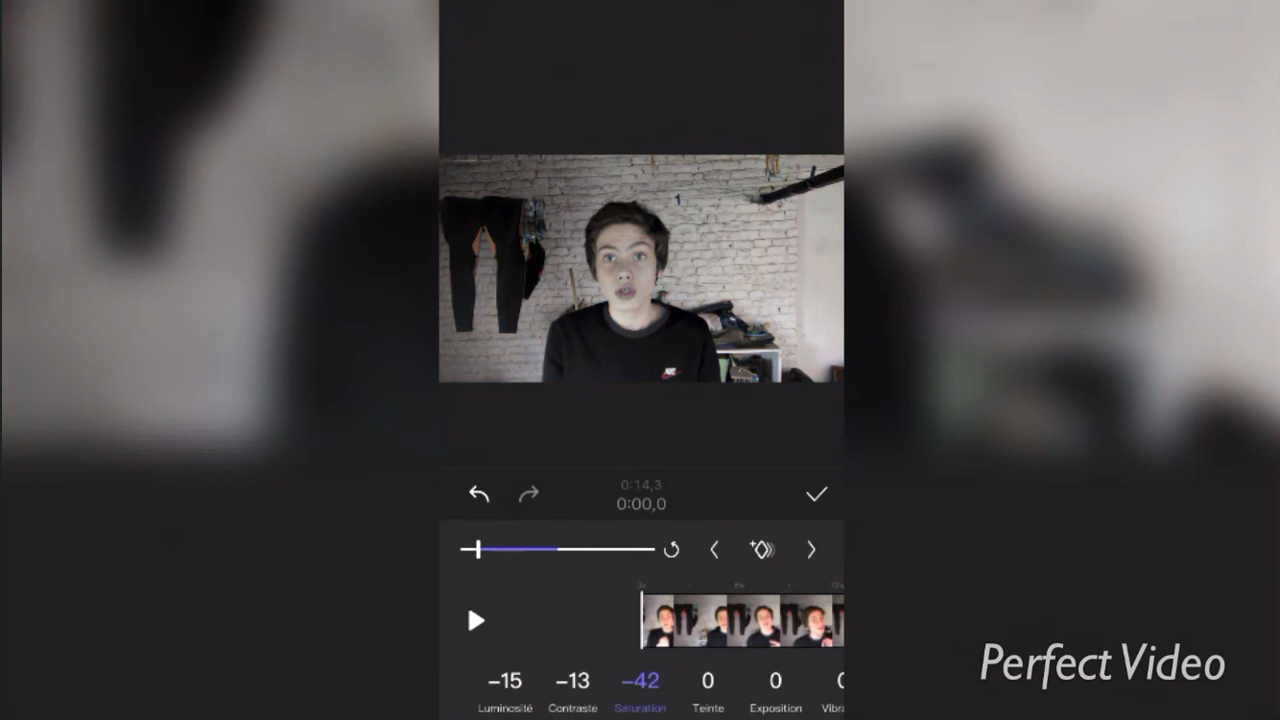 0:14,3
0:00,0
-15 -13 -42 0 0
Luminosité Contraste Saturation Teinte Exposition
Perfect Video